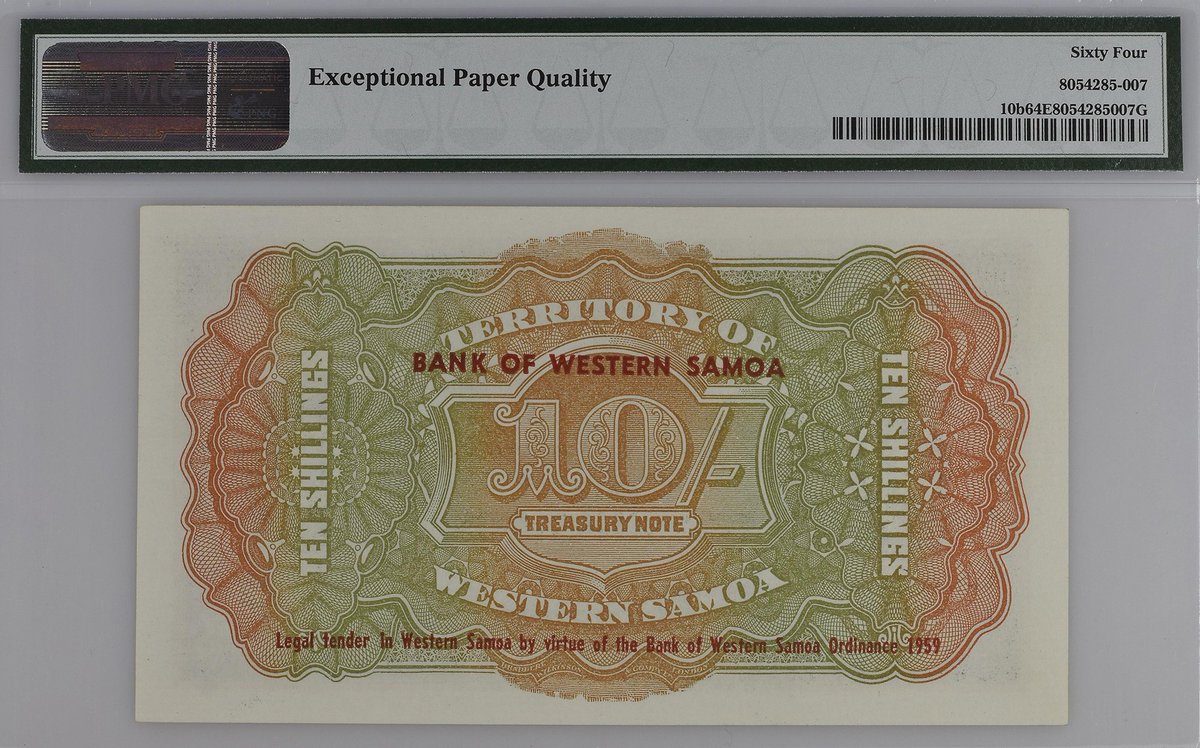 Exceptional Paper Quality
Sixty Four
8054285-007
10b64E8054285007G
TERRITORY OF
BANK OF WESTERN SAMOA
TEN SHILLINGS
10/-
TEN SHILLINGS
TREASURY NOTE
WESTERN SAMOA
Legal Tender In Western Samoa by virtue of the Bank of Western Samoa Ordinance 1959